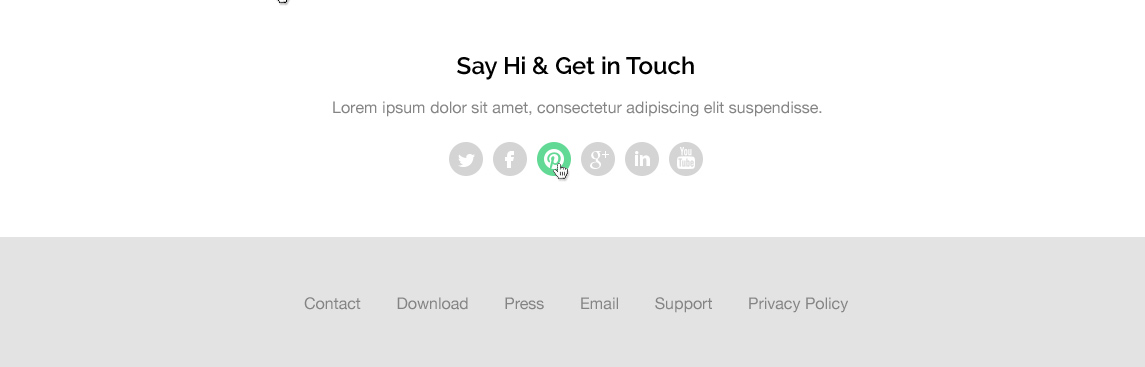 Say Hi & Get in Touch
Lorem ipsum dolor sit amet, consectetur adipiscing elit suspendisse.
g+ in You Tube
Contact Download Press Email Support Privacy Policy